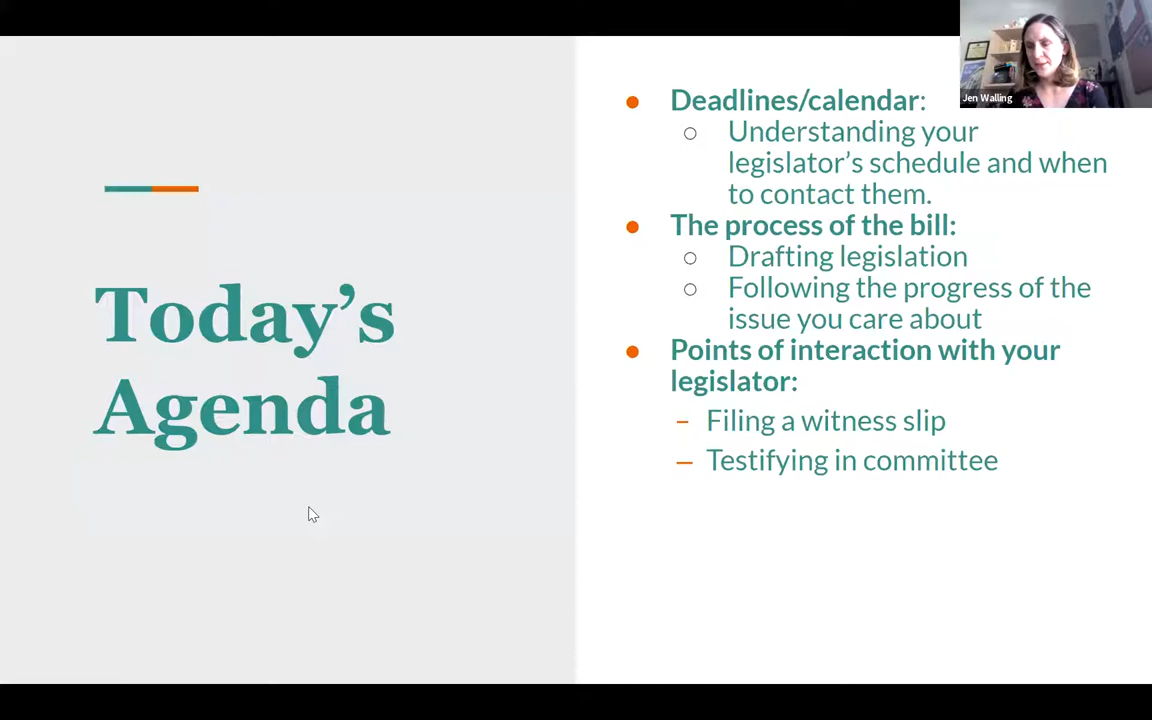 Today's
Agenda
Deadlines/calendar:
Understanding your
legislator's schedule and when
to contact them.
The process of the bill:
Drafting legislation
Following the progress of the
issue you care about
Points of interaction with your
legislator:
– Filing a witness slip
– Testifying in committee
Jen Walling